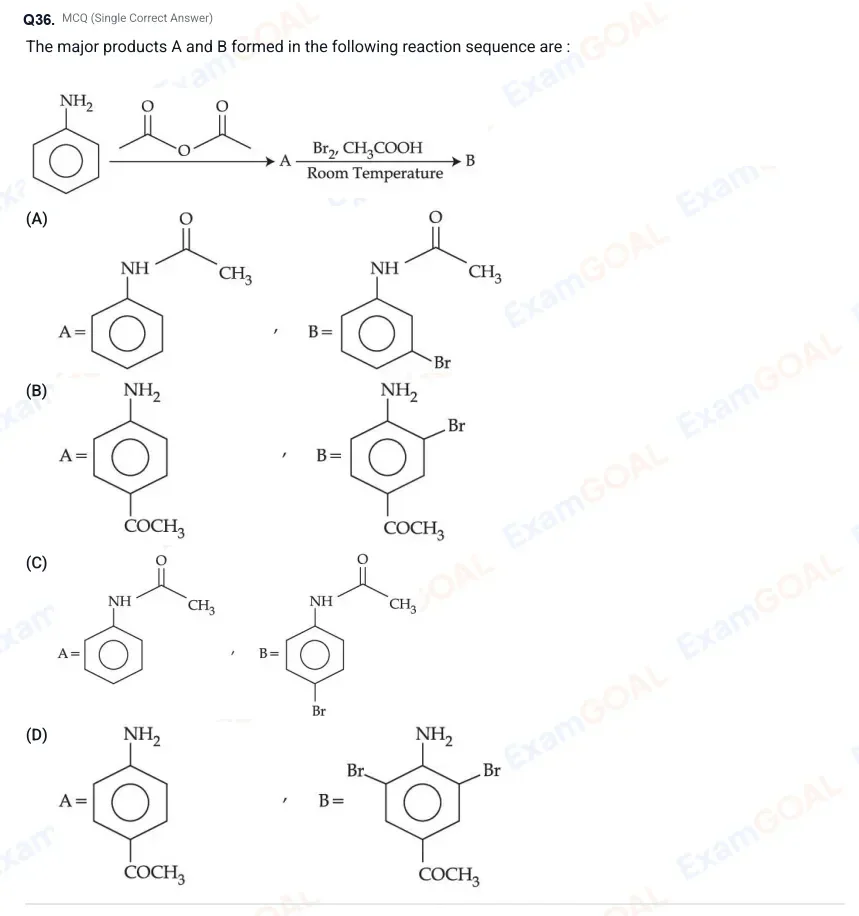 Q36. MCQ (Single Correct Answer)
The major products A and B formed in the following reaction sequence are :
NH₂
O O
O
A
Br₂, CH₃COOH
Room Temperature
B
(A)
O
NH
CH₃
A=
,
O
NH
CH₃
B=
Br
(B)
NH₂
A=
COCH₃
,
NH₂
Br
B=
COCH₃
(C)
O
NH
CH₃
A=
,
O
NH
CH₃
B=
Br
(D)
NH₂
A=
COCH₃
,
NH₂
Br Br
B=
COCH₃
ExamGOAL